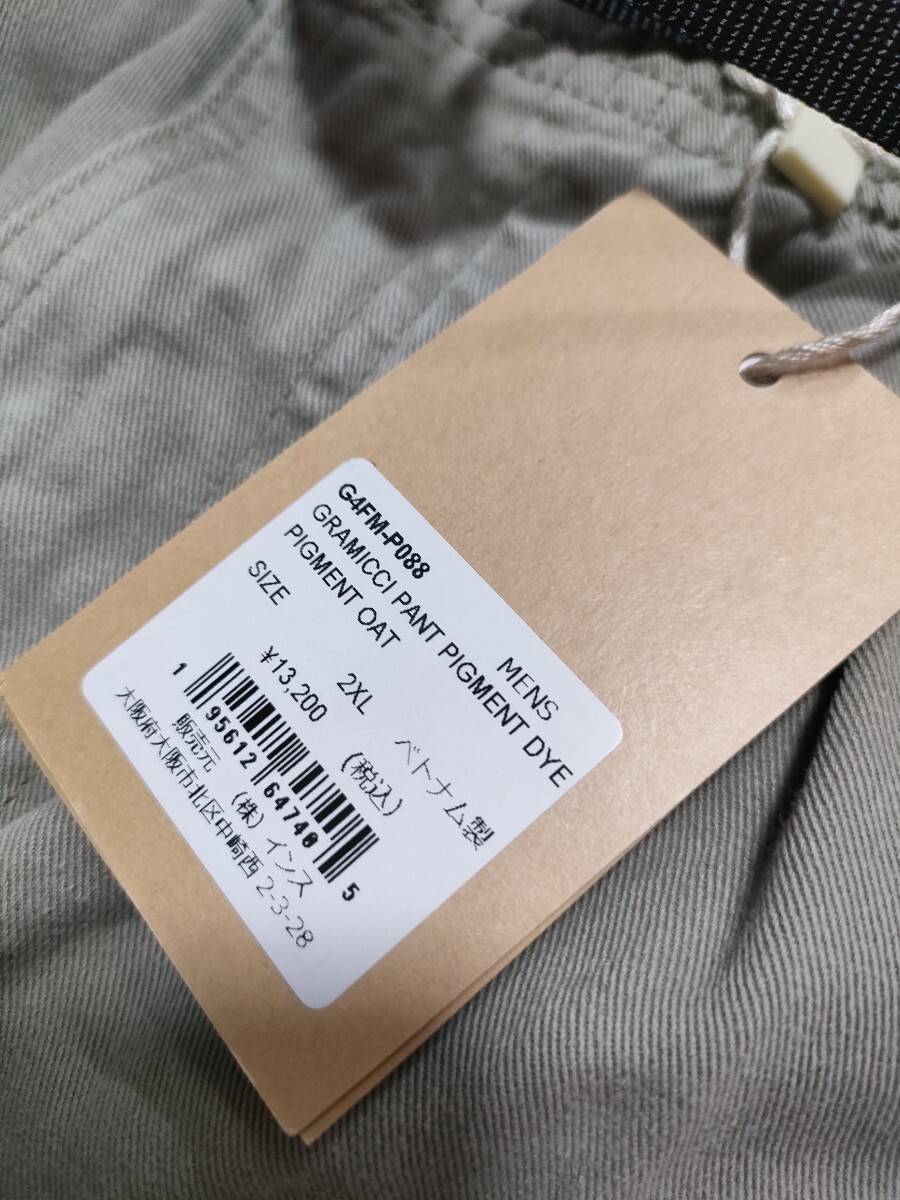 G4FM-P088
MENS
GRAMICCI PANT PIGMENT DYE
PIGMENT OAT
SIZE 2XL ベトナム製
¥13,200 (税込)
1 95612 64740 5
販売元 (株) インス
大阪府大阪市北区中崎西 2-3-28